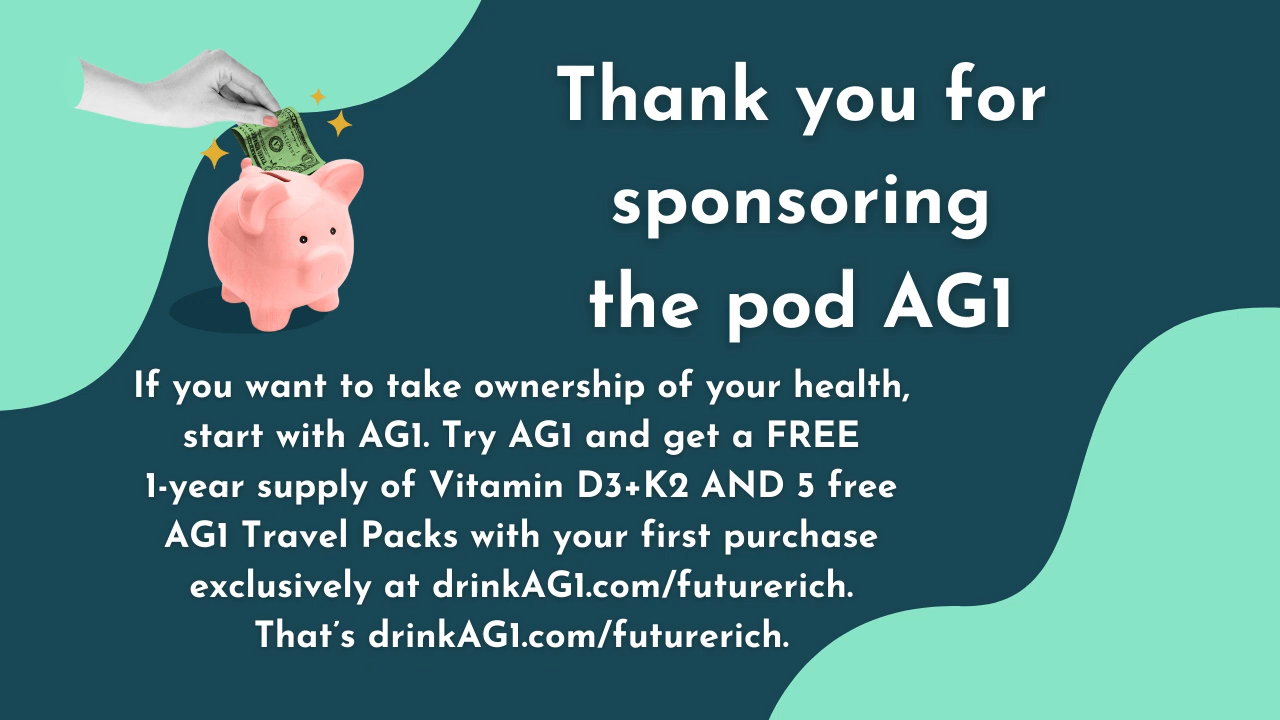 Thank you for
sponsoring
the pod AG1
If you want to take ownership of your health,
start with AG1. Try AG1 and get a FREE
1-year supply of Vitamin D3+K2 AND 5 free
AG1 Travel Packs with your first purchase
exclusively at drinkAG1.com/futurerich.
That's drinkAG1.com/futurerich.